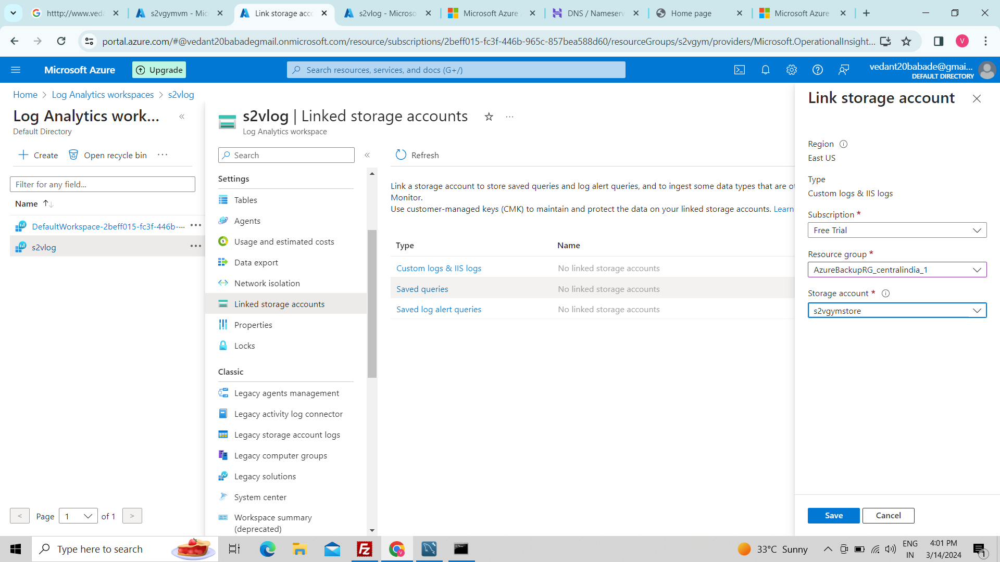 htttp://www.veda
s2vgymvm - Mic
Link storage acco
s2vlog - Microso
Microsoft Azure
DNS / Nameserv
Home page
Microsoft Azure
portal.azure.com/#@vedant20babadegmail.onmicrosoft.com/resource/subscriptions/2beff015-fc3f-446b-965c-857bea588d60/resourceGroups/s2vgym/providers/Microsoft.OperationalInsight...
V
Microsoft Azure
Upgrade
Search resources, services, and docs (G+/)
vedant20babade@gmai...
DEFAULT DIRECTORY
Home > Log Analytics workspaces > s2vlog
Log Analytics work... «
Default Directory
Create
Open recycle bin
Filter for any field...
Name
DefaultWorkspace-2beff015-fc3f-446b-...
s2vlog
< Page 1 of 1 >
s2vlog | Linked storage accounts
Log Analytics workspace
Search
«
Settings
Tables
Agents
Usage and estimated costs
Data export
Network isolation
Linked storage accounts
Properties
Locks
Classic
Legacy agents management
Legacy activity log connector
Legacy storage account logs
Legacy computer groups
Legacy solutions
System center
Workspace summary
(deprecated)
Refresh
Link a storage account to store saved queries and log alert queries, and to ingest some data types that are
Monitor.
Use customer-managed keys (CMK) to maintain and protect the data on your linked storage accounts. Learn
Type Name
Custom logs & IIS logs No linked storage accounts
Saved queries No linked storage accounts
Saved log alert queries No linked storage accounts
Link storage account
Region
East US
Type
Custom logs & IIS logs
Subscription *
Free Trial
Resource group *
AzureBackupRG_centralindia_1
Storage account *
s2vgymstore
Save
Cancel
Type here to search
33°C Sunny
ENG
IN
4:01 PM
3/14/2024
1